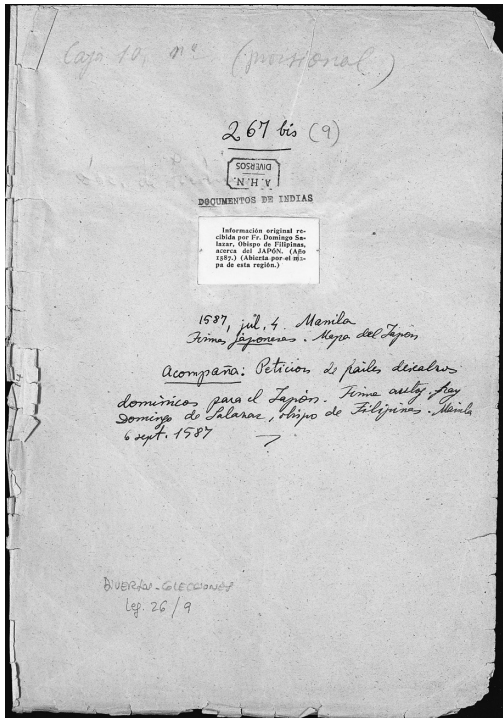 Caja 10, nº (provisional)
267 bis (9)
A.H.N.
DIVERSOS
DOCUMENTOS DE INDIAS
Información original re-
cibida por Fr. Domingo Sa-
lazar, Obispo de Filipinas,
acerca del JAPÓN. (Año
1587.) (Abierta por el ma-
pa de esta región.)
1587, jul. 4. Manila
Firmas japonesas. Mapa del Japón
Acompaña: Petición de frailes descalzos
dominicos para el Japón. Firma autóg. fray
Domingo de Salazar, obispo de Filipinas. Manila
6 sept. 1587
DIVERSOS-COLECCIONES
Leg. 26/9